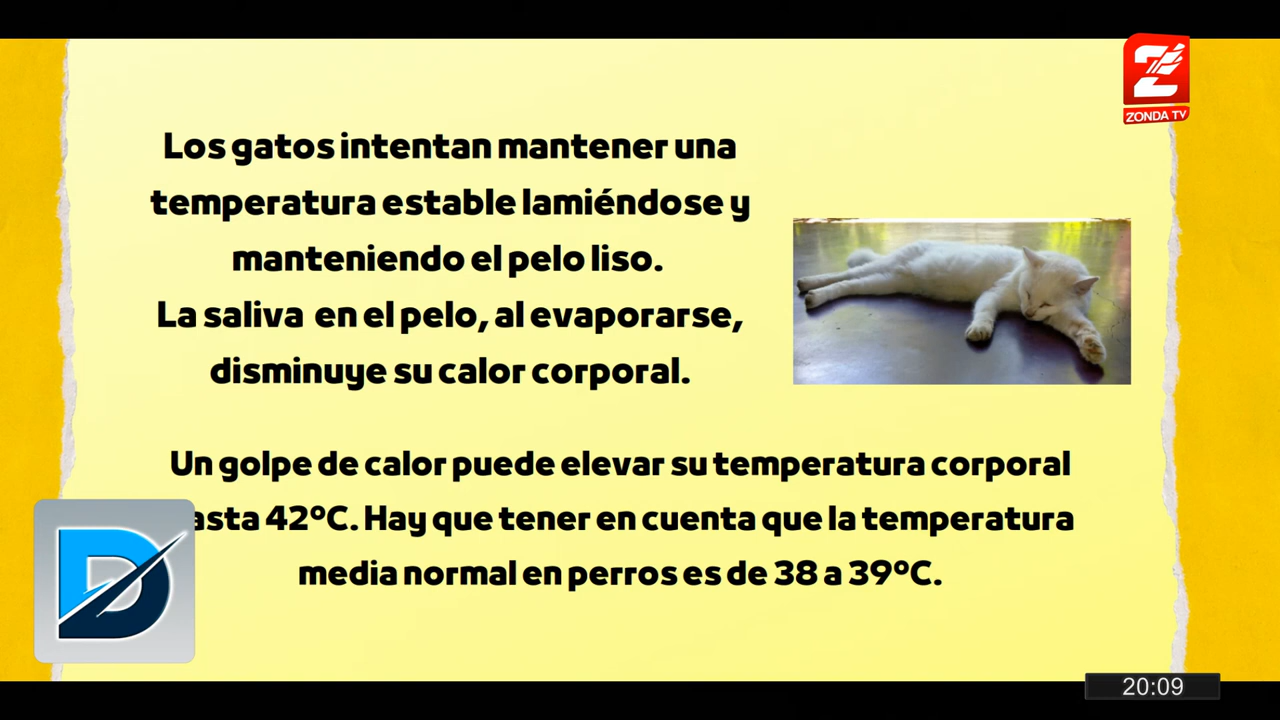 ZONDA TV
Los gatos intentan mantener una
temperatura estable lamiéndose y
manteniendo el pelo liso.
La saliva en el pelo, al evaporarse,
disminuye su calor corporal.
Un golpe de calor puede elevar su temperatura corporal
asta 42°C. Hay que tener en cuenta que la temperatura
media normal en perros es de 38 a 39°C.
D
20:09